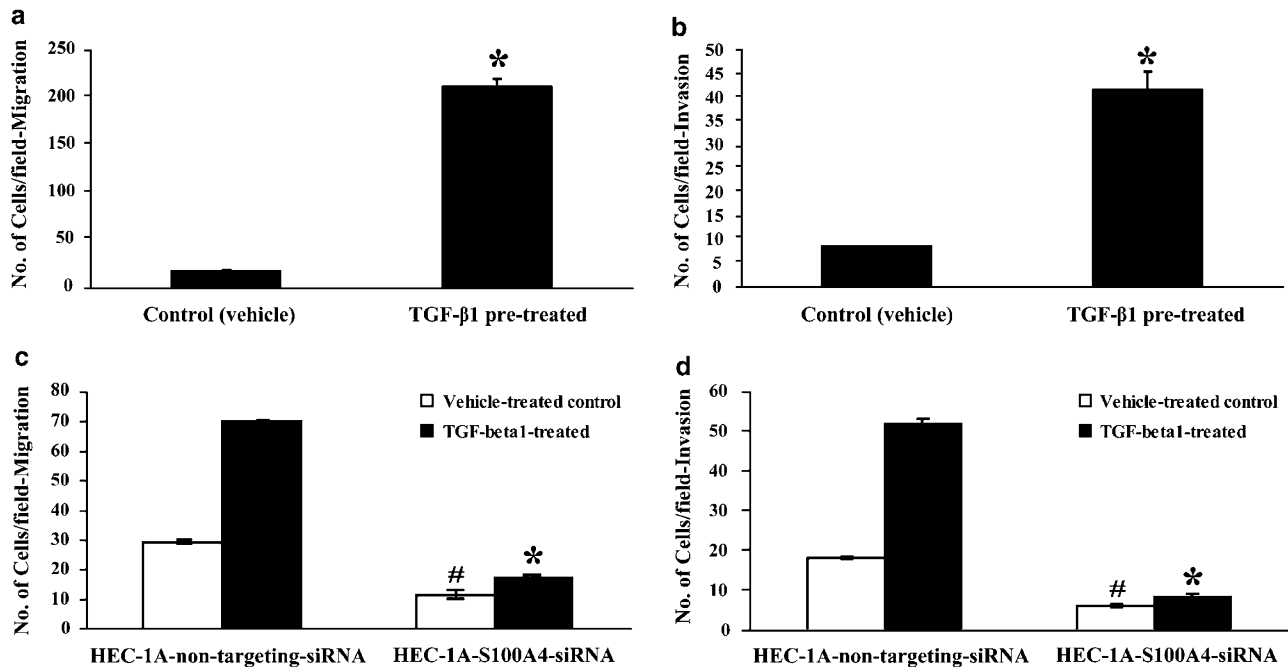 a
No. of Cells/field-Migration
250
200
150
100
50
0
*
Control (vehicle)
TGF-β1 pre-treated
b
No. of Cells/field-Invasion
50
45
40
35
30
25
20
15
10
5
0
*
Control (vehicle)
TGF-β1 pre-treated
c
No. of Cells/field-Migration
80
70
60
50
40
30
20
10
0
Vehicle-treated control
TGF-beta1-treated
#
*
HEC-1A-non-targeting-siRNA
HEC-1A-S100A4-siRNA
d
No. of Cells/field-Invasion
60
50
40
30
20
10
0
Vehicle-treated control
TGF-beta1-treated
#
*
HEC-1A-non-targeting-siRNA
HEC-1A-S100A4-siRNA